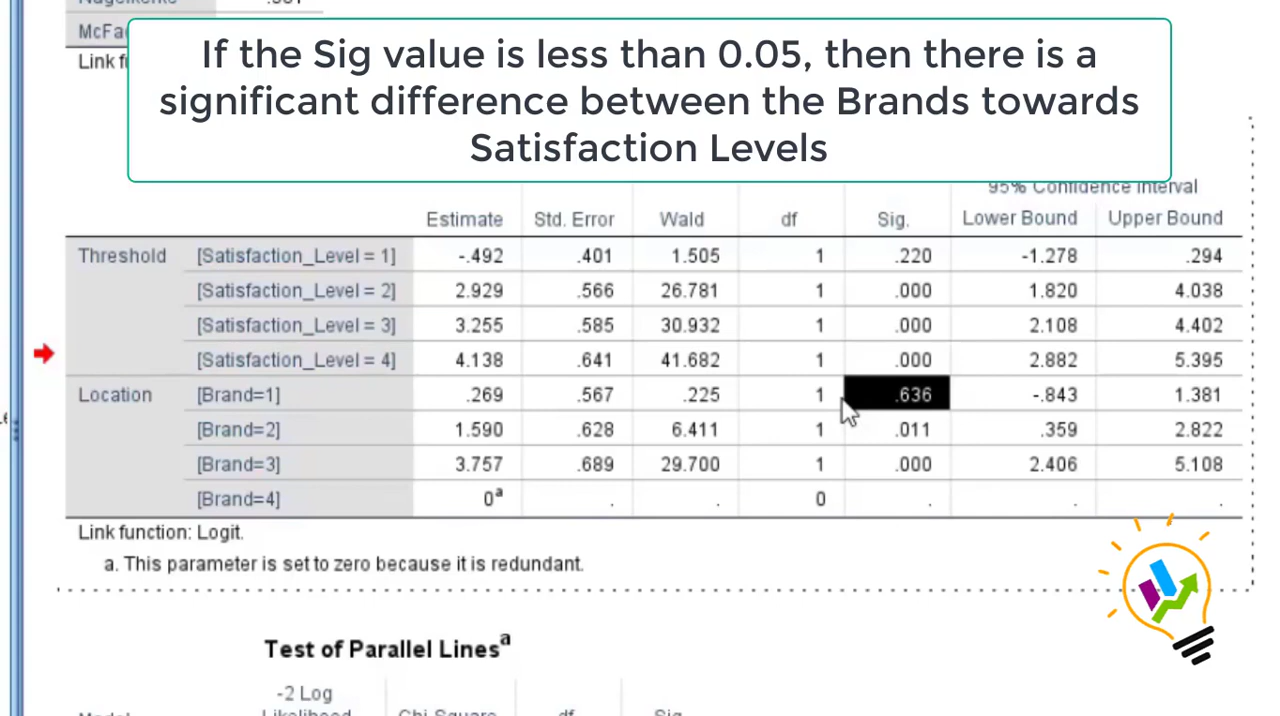 .
McFa
Link f
If the Sig value is less than 0.05, then there is a
significant difference between the Brands towards
Satisfaction Levels
95% Confidence Interval
Estimate Std. Error Wald df Sig. Lower Bound Upper Bound
Threshold [Satisfaction_Level = 1] -.492 .401 1.505 1 .220 -1.278 .294
[Satisfaction_Level = 2] 2.929 .566 26.781 1 .000 1.820 4.038
[Satisfaction_Level = 3] 3.255 .585 30.932 1 .000 2.108 4.402
[Satisfaction_Level = 4] 4.138 .641 41.682 1 .000 2.882 5.395
Location [Brand=1] .269 .567 .225 1 .636 -.843 1.381
[Brand=2] 1.590 .628 6.411 1 .011 .359 2.822
[Brand=3] 3.757 .689 29.700 1 .000 2.406 5.108
[Brand=4] 0a . . 0 . . .
Link function: Logit.
a. This parameter is set to zero because it is redundant.
Test of Parallel Linesa
-2 Log
Likelihood Chi-Square df Sig.
Model